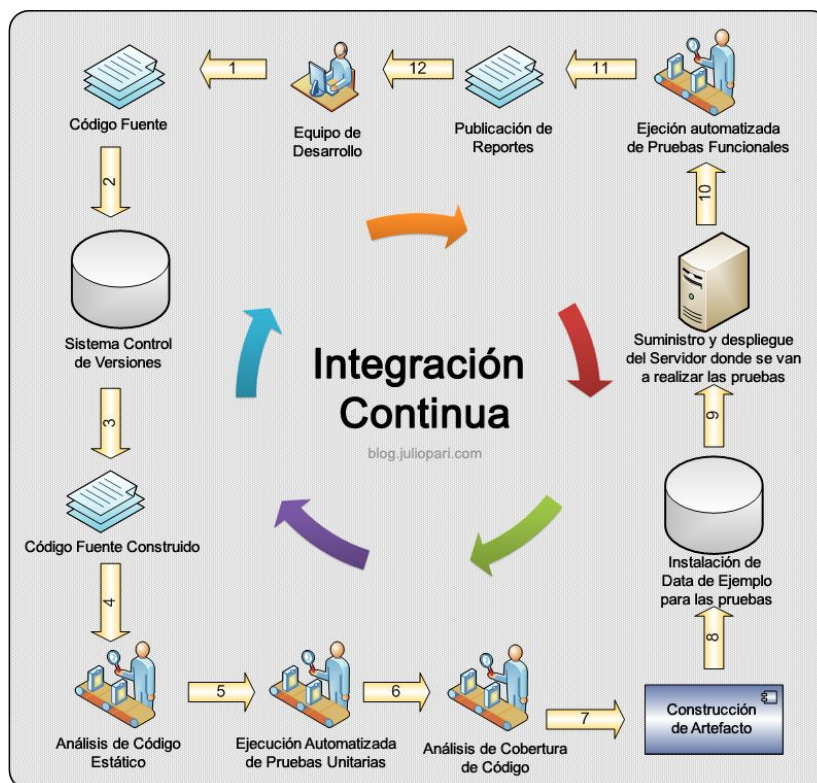 1
12
11
Código Fuente
Equipo de
Desarrollo
Publicación de
Reportes
Ejeción automatizada
de Pruebas Funcionales
2
10
Sistema Control
de Versiones
Suministro y despliegue
del Servidor donde se van
a realizar las pruebas
Integración
Continua
blog.juliopari.com
3
9
Código Fuente Construido
Instalación de
Data de Ejemplo
para las pruebas
4
8
5
6
7
Análisis de Código
Estático
Ejecución Automatizada
de Pruebas Unitarias
Análisis de Cobertura
de Código
Construcción
de Artefacto